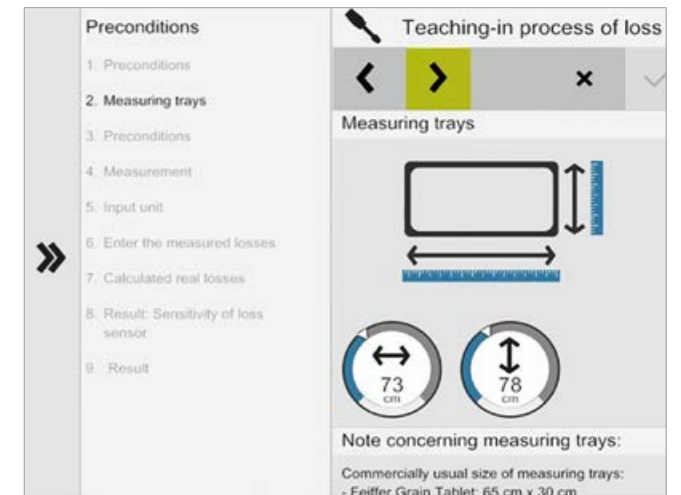 Preconditions
1. Preconditions
2. Measuring trays
3. Preconditions
4. Measurement
5. Input unit
6. Enter the measured losses
7. Calculated real losses
8. Result: Sensitivity of loss
sensor
9. Result
Teaching-in process of loss
Measuring trays
73
cm
78
cm
Note concerning measuring trays:
Commercially usual size of measuring trays:
- Feiffer Grain Tablet: 65 cm x 30 cm